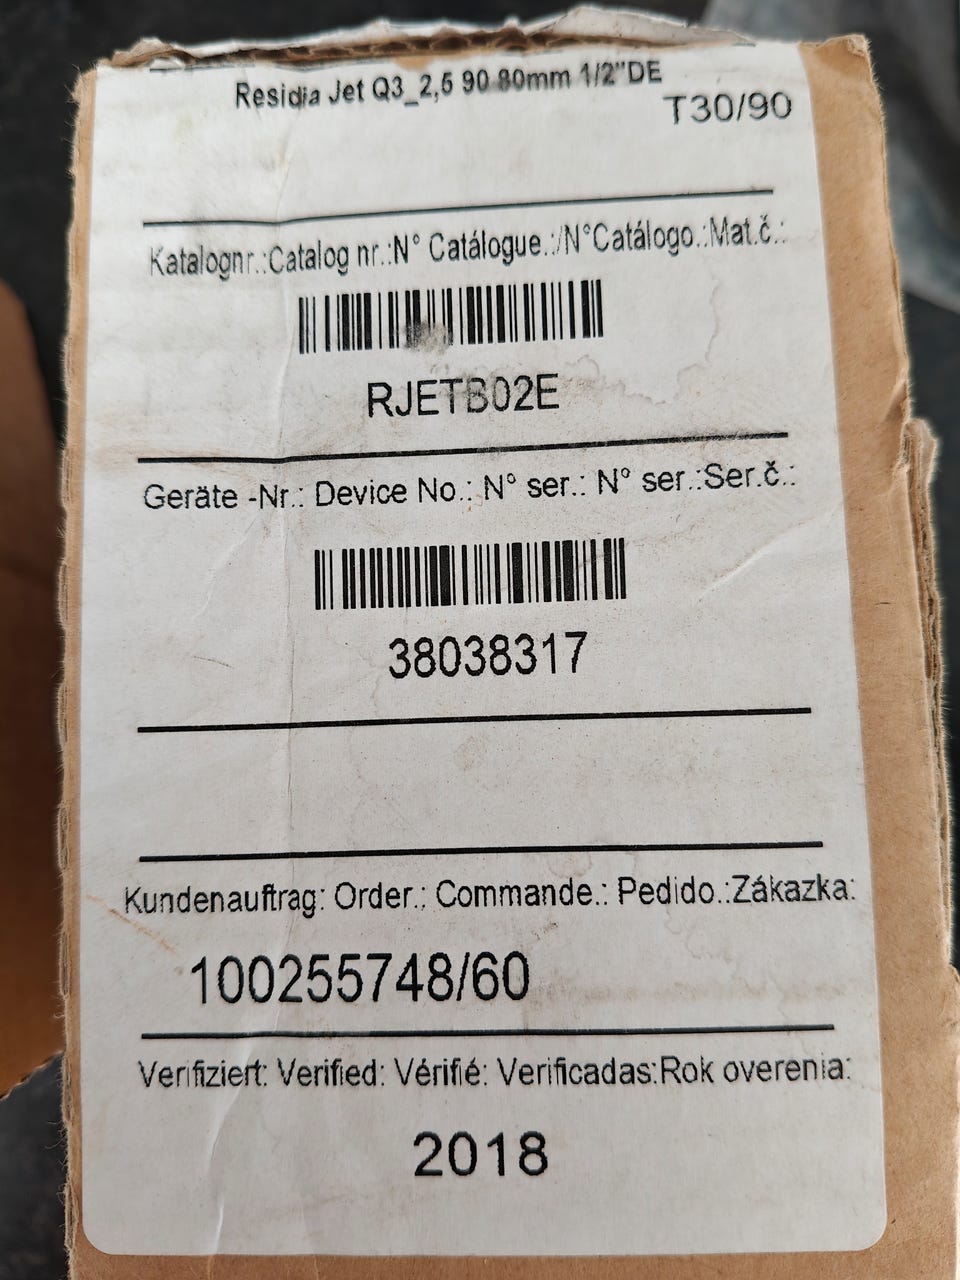 Residia Jet Q3_2,5 90 80mm 1/2"DE
T30/90
Katalognr.:Catalog nr.:N° Catálogue.:/N°Catálogo.:Mat.č.:
RJETB02E
Geräte -Nr.: Device No.: N° ser.: N° ser.:Ser.č.:
38038317
Kundenauftrag: Order.: Commande.: Pedido.:Zákazka:
100255748/60
Verifiziert: Verified: Vérifié: Verificadas:Rok overenia:
2018